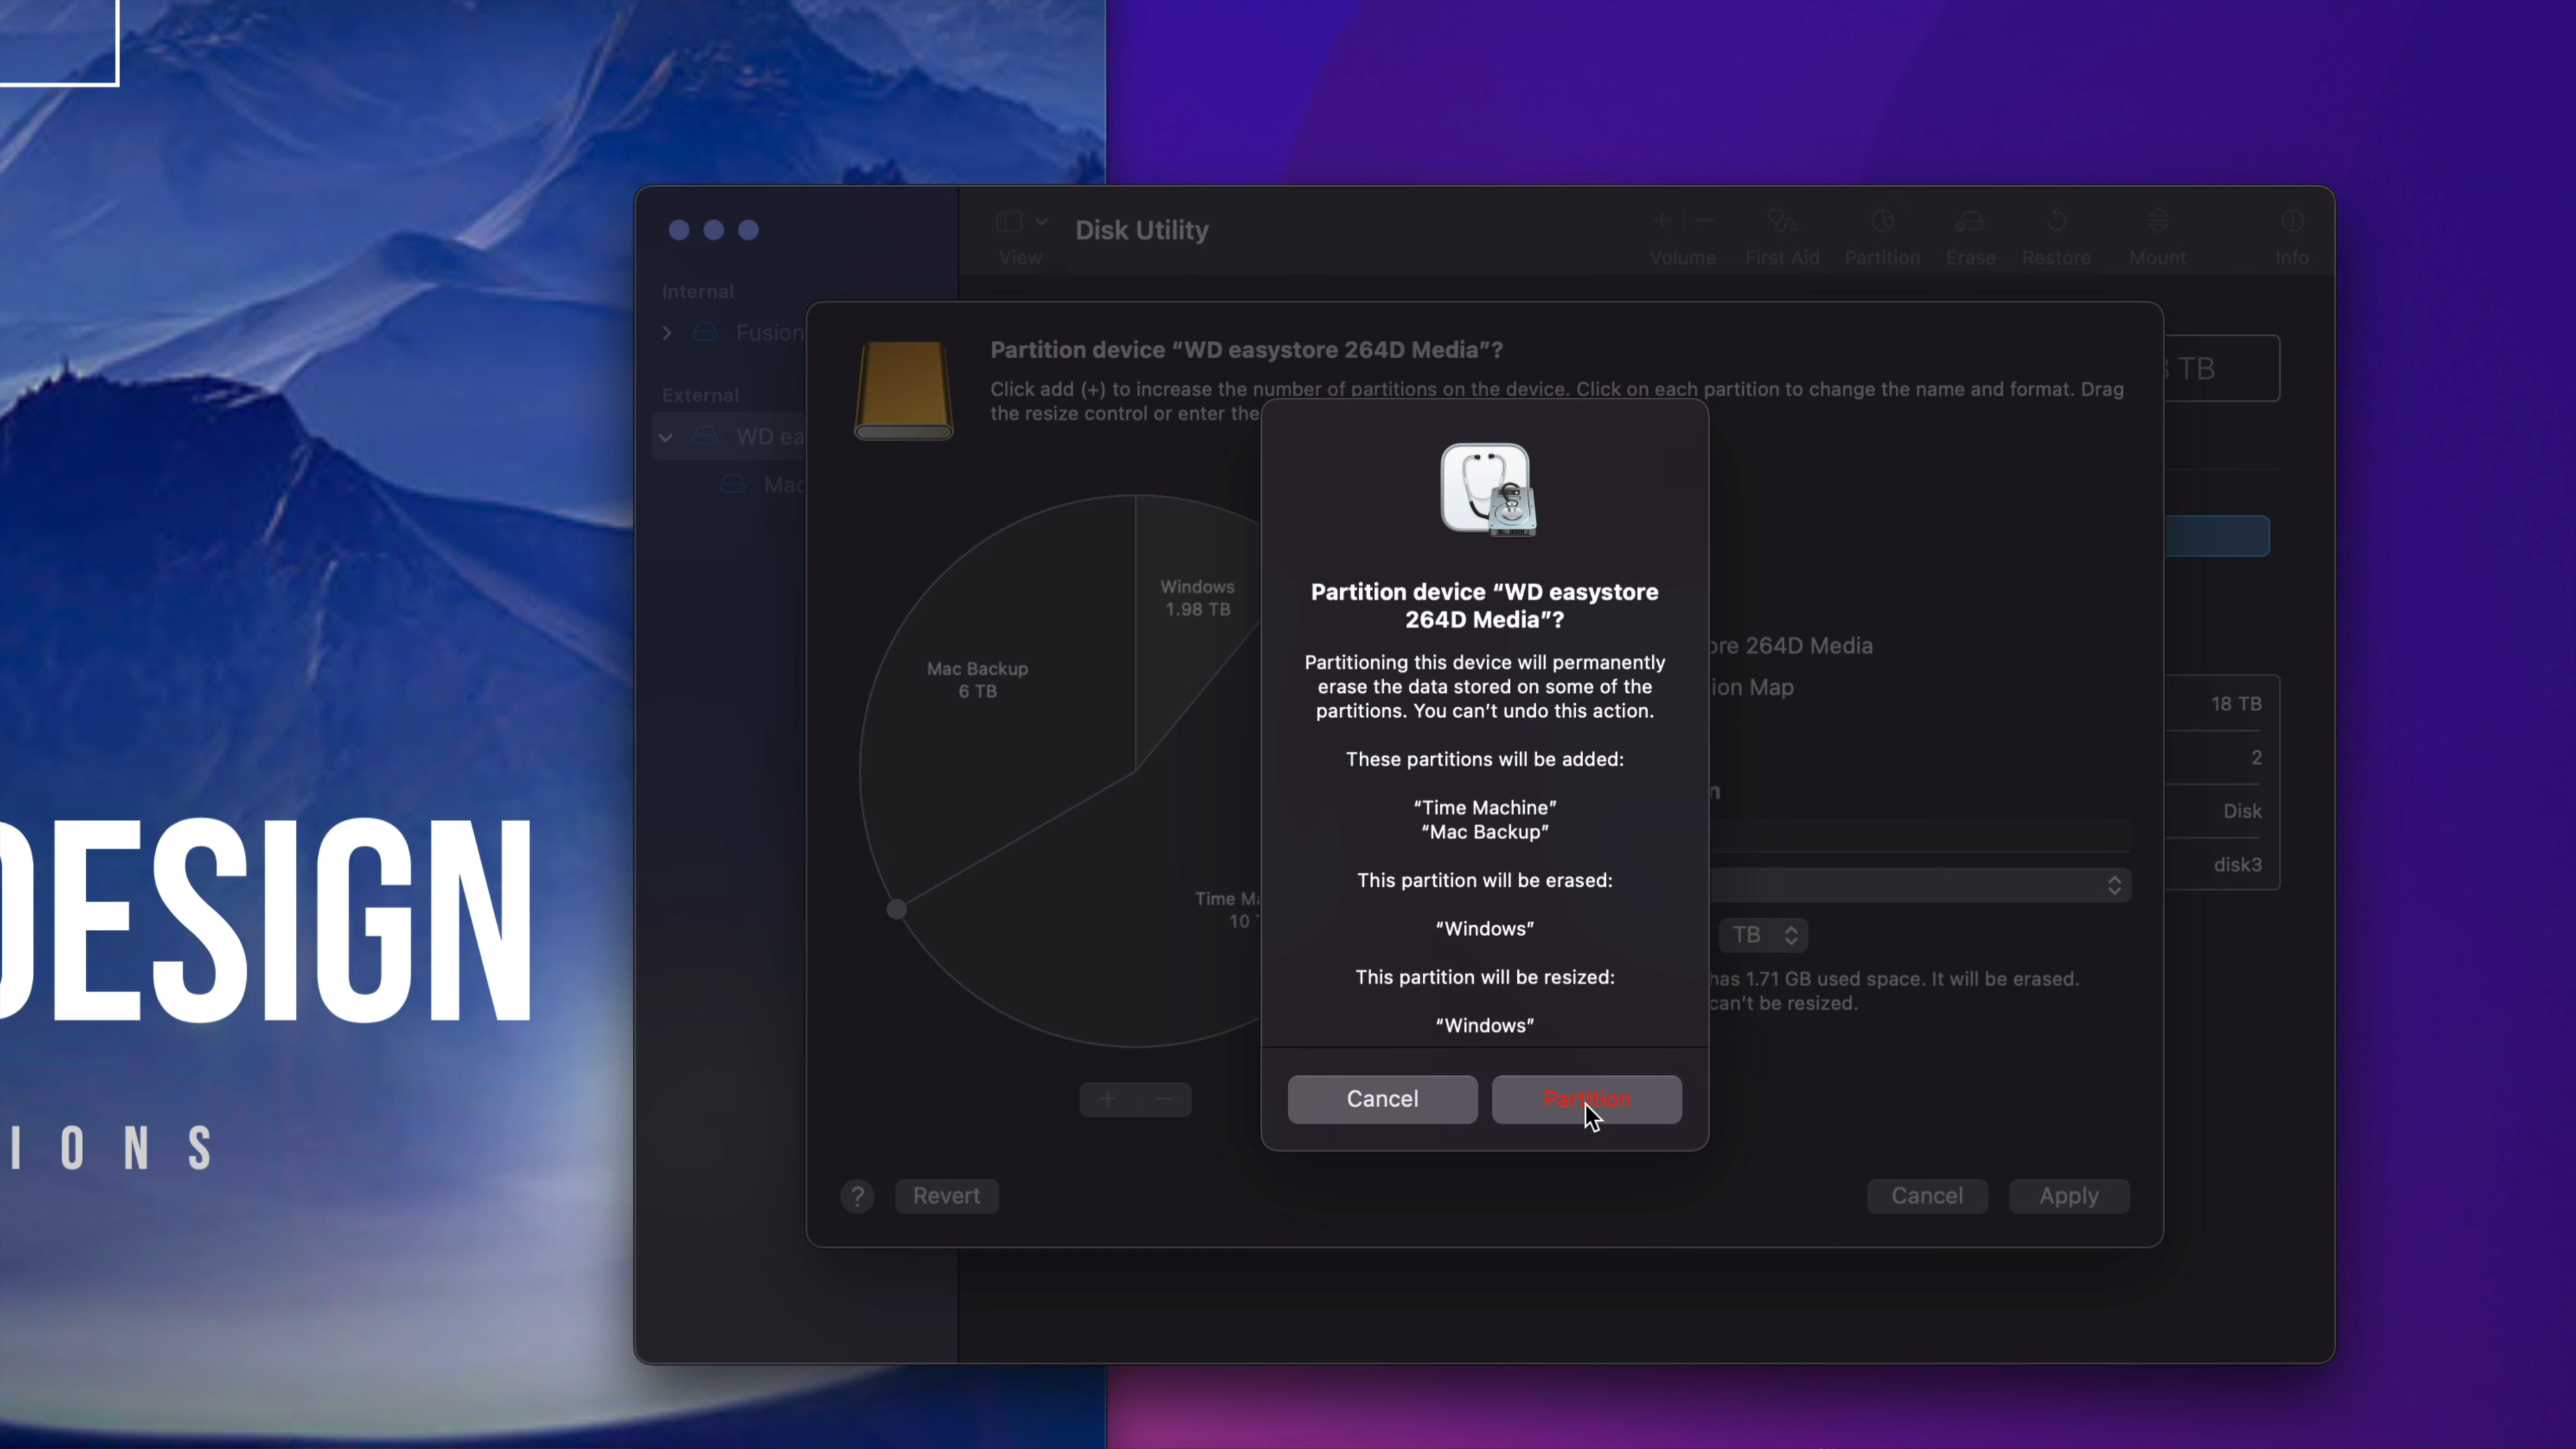 DESIGN
IONS
Disk Utility
View
Volume
First Aid
Partition
Erase
Restore
Mount
Info
Internal
Fusion
External
WD ea
Mac
TB
Partition device “WD easystore 264D Media”?
Click add (+) to increase the number of partitions on the device. Click on each partition to change the name and format. Drag
the resize control or enter the
Windows
1.98 TB
Mac Backup
6 TB
Time Ma
10 T
Partition device “WD easystore
264D Media”?
Partitioning this device will permanently
erase the data stored on some of the
partitions. You can’t undo this action.
These partitions will be added:
“Time Machine”
“Mac Backup”
This partition will be erased:
“Windows”
This partition will be resized:
“Windows”
Cancel
Partition
ore 264D Media
ion Map
n
TB
has 1.71 GB used space. It will be erased.
can’t be resized.
18 TB
2
Disk
disk3
?
Revert
Cancel
Apply